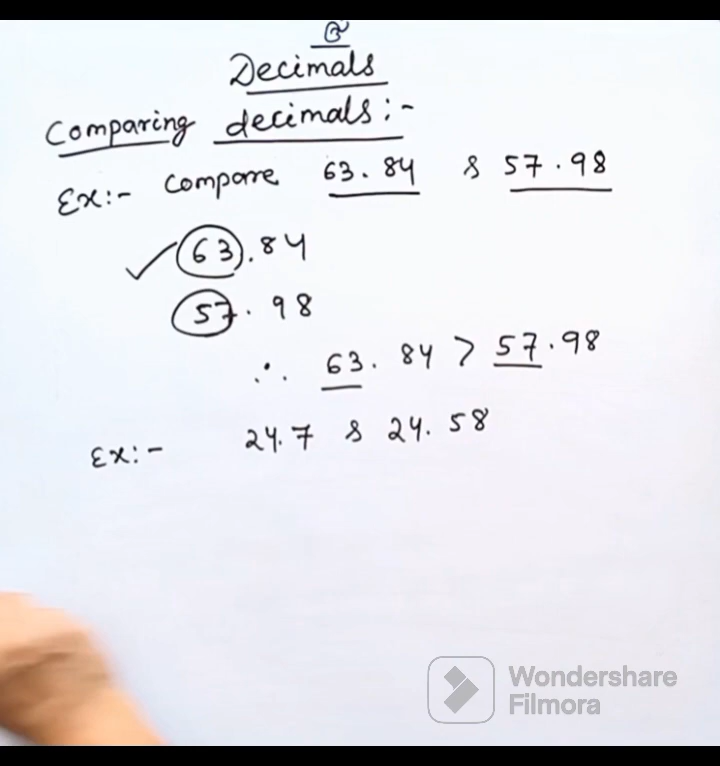 Decimals
Comparing decimals:-
Ex:- Compare 63.84 & 57.98
63.84
57.98
∴ 63.84 > 57.98
Ex:- 24.7 & 24.58
Wondershare
Filmora